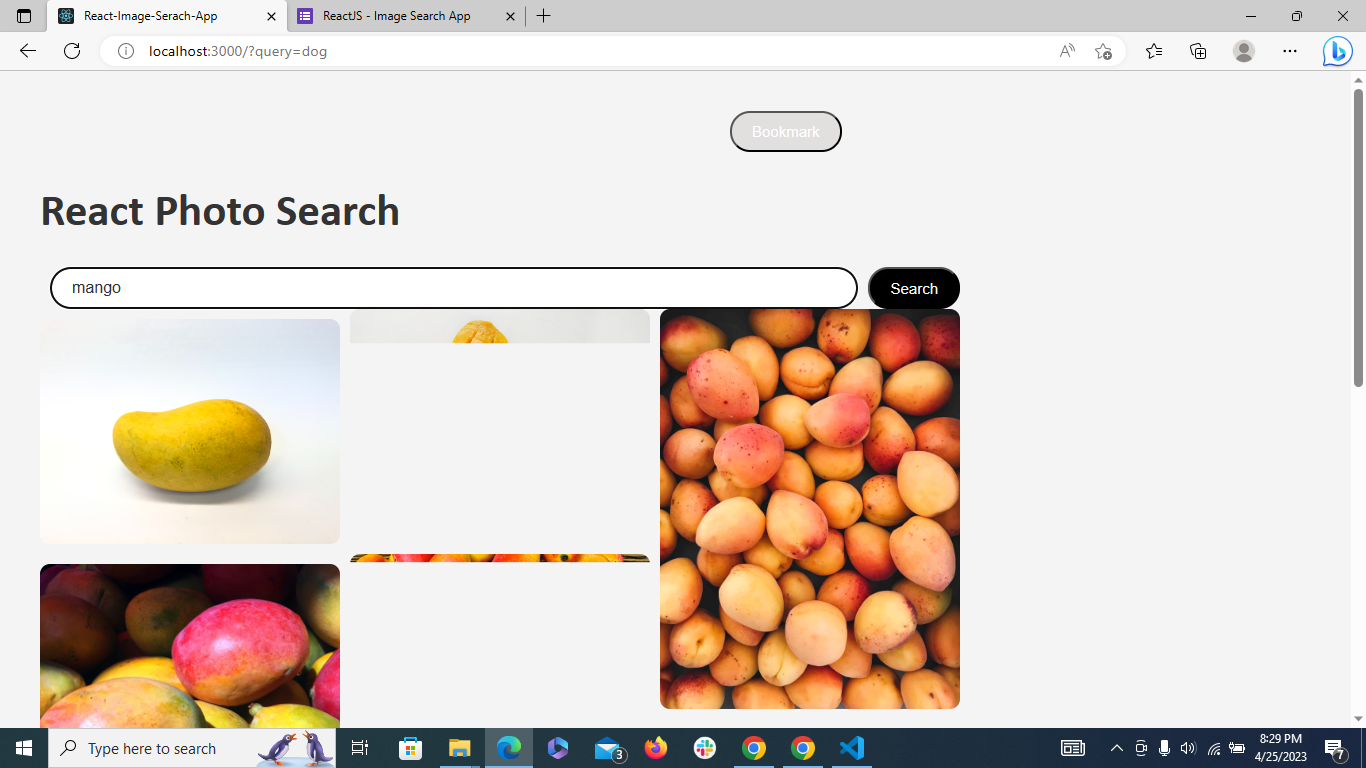 React-Image-Serach-App
ReactJS - Image Search App
localhost:3000/?query=dog
Bookmark
React Photo Search
mango
Search
Type here to search
3
8:29 PM
4/25/2023
7